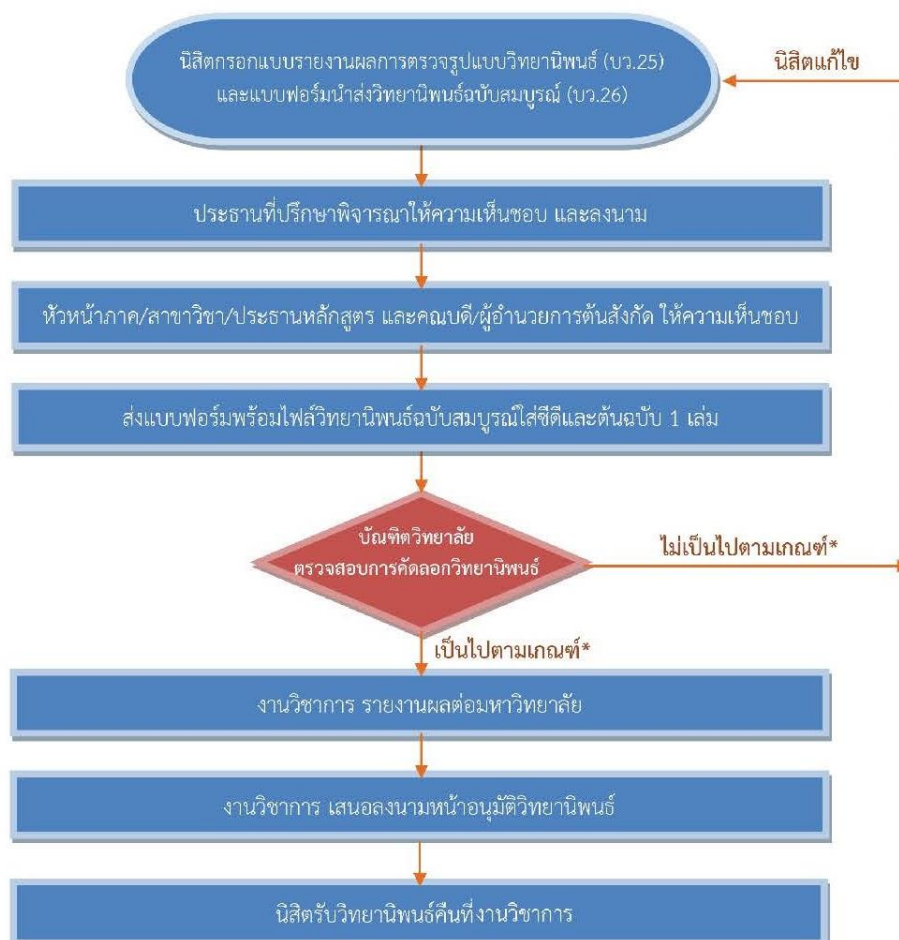 นิสิตกรอกแบบรายงานผลการตรวจรูปแบบวิทยานิพนธ์ (บว.25)
และแบบฟอร์มนำส่งวิทยานิพนธ์ฉบับสมบูรณ์ (บว.26)
นิสิตแก้ไข
ประธานที่ปรึกษาพิจารณาให้ความเห็นชอบ และลงนาม
หัวหน้าภาค/สาขาวิชา/ประธานหลักสูตร และคณบดี/ผู้อำนวยการต้นสังกัด ให้ความเห็นชอบ
ส่งแบบฟอร์มพร้อมไฟล์วิทยานิพนธ์ฉบับสมบูรณ์ใส่ซีดีและต้นฉบับ 1 เล่ม
บัณฑิตวิทยาลัย
ตรวจสอบการคัดลอกวิทยานิพนธ์
ไม่เป็นไปตามเกณฑ์*
เป็นไปตามเกณฑ์*
งานวิชาการ รายงานผลต่อมหาวิทยาลัย
งานวิชาการ เสนอลงนามหน้าอนุมัติวิทยานิพนธ์
นิสิตรับวิทยานิพนธ์คืนที่งานวิชาการ